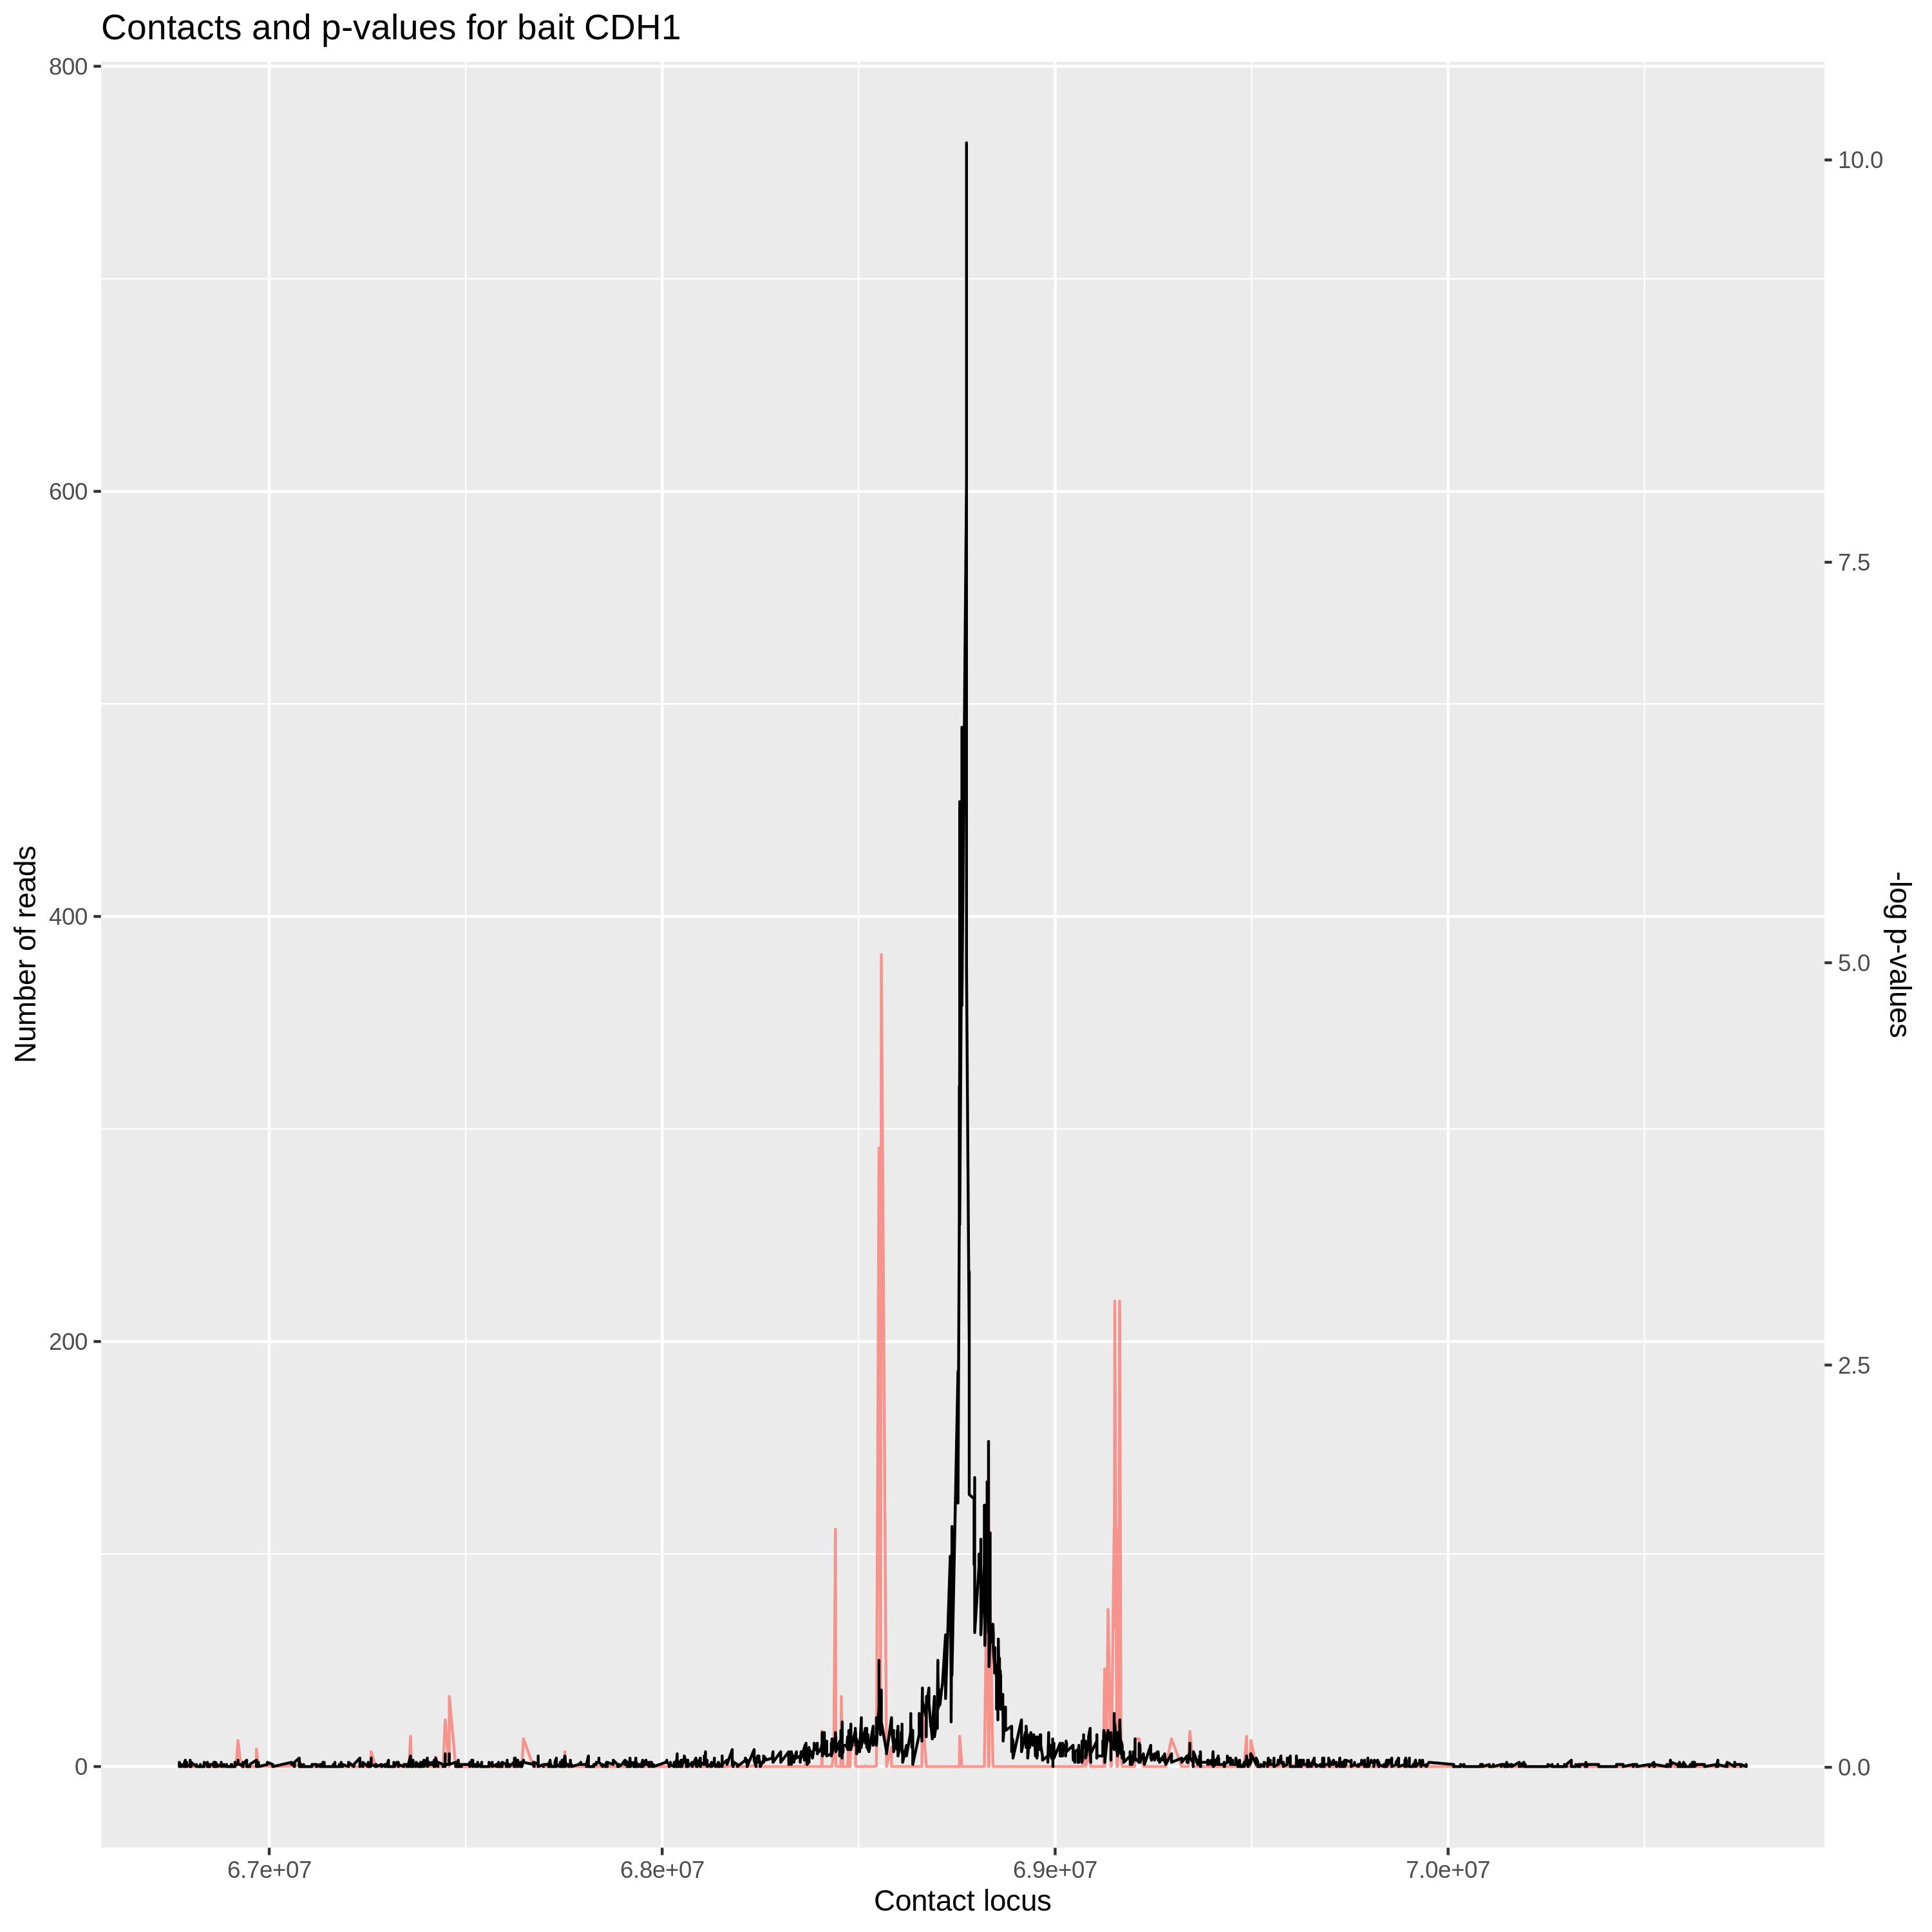 Contacts and p-values for bait CDH1
800
600
400
200
0
Number of reads
10.0
7.5
5.0
2.5
0.0
-log p-values
6.7e+07
6.8e+07
6.9e+07
7.0e+07
Contact locus